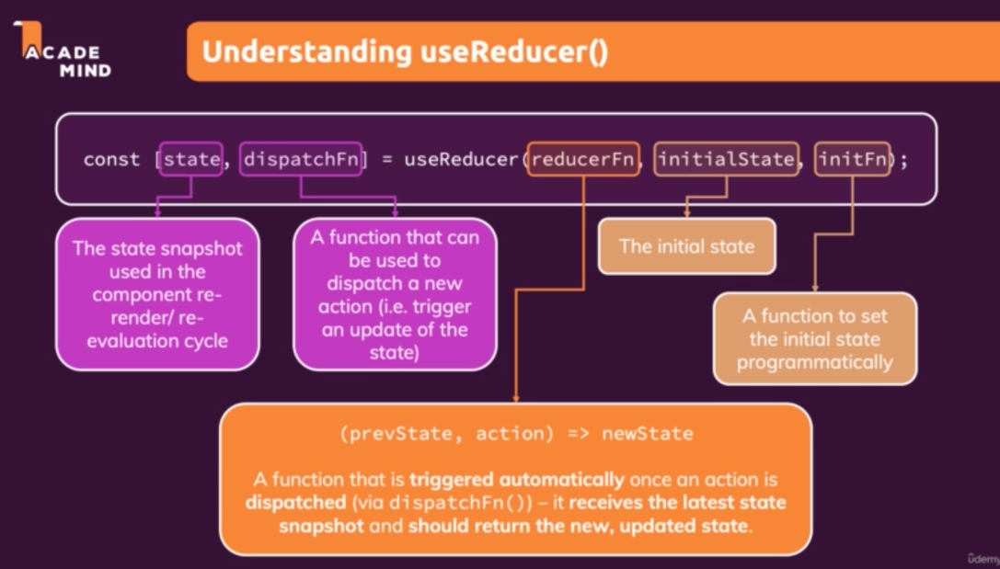 ACADE
MIND
Understanding useReducer()
const [state, dispatchFn] = useReducer(reducerFn, initialState, initFn);
The state snapshot
used in the
component re-
render/ re-
evaluation cycle
A function that can
be used to
dispatch a new
action (i.e. trigger
an update of the
state)
The initial state
A function to set
the initial state
programmatically
(prevState, action) => newState
A function that is triggered automatically once an action is
dispatched (via dispatchFn()) – it receives the latest state
snapshot and should return the new, updated state.
udemy